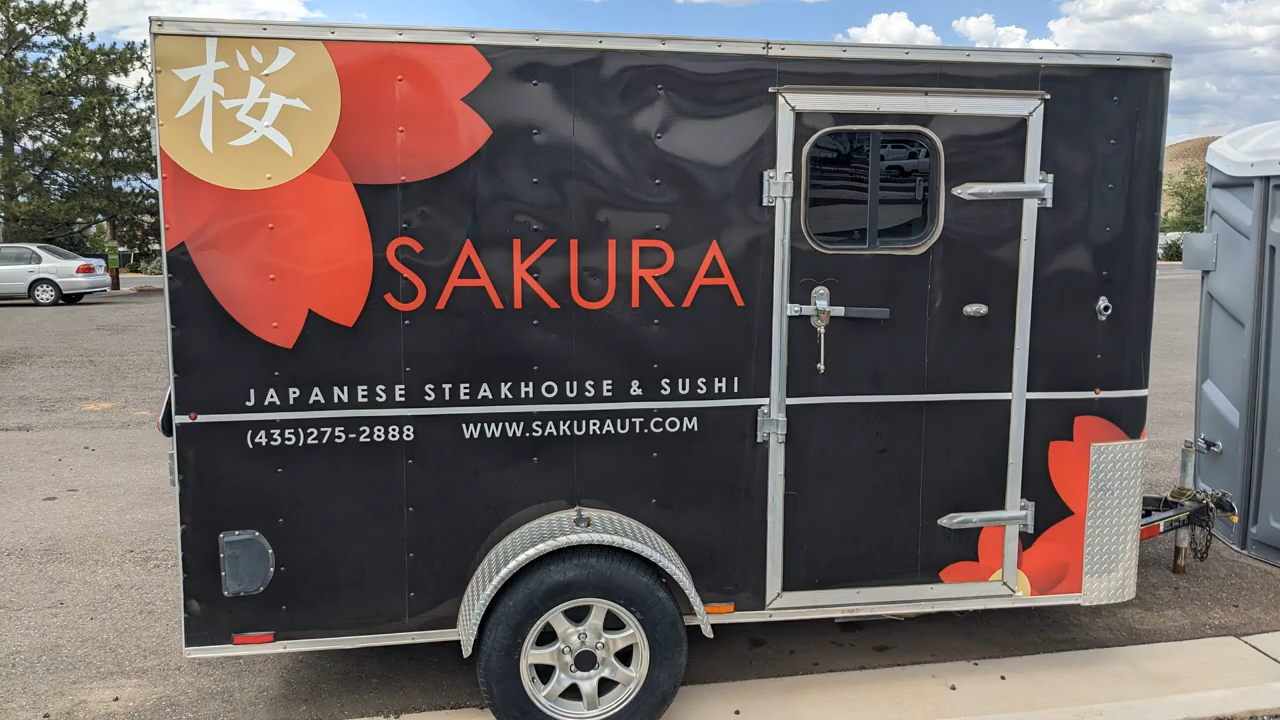 桜
SAKURA
JAPANESE STEAKHOUSE & SUSHI
(435)275-2888 WWW.SAKURAUT.COM